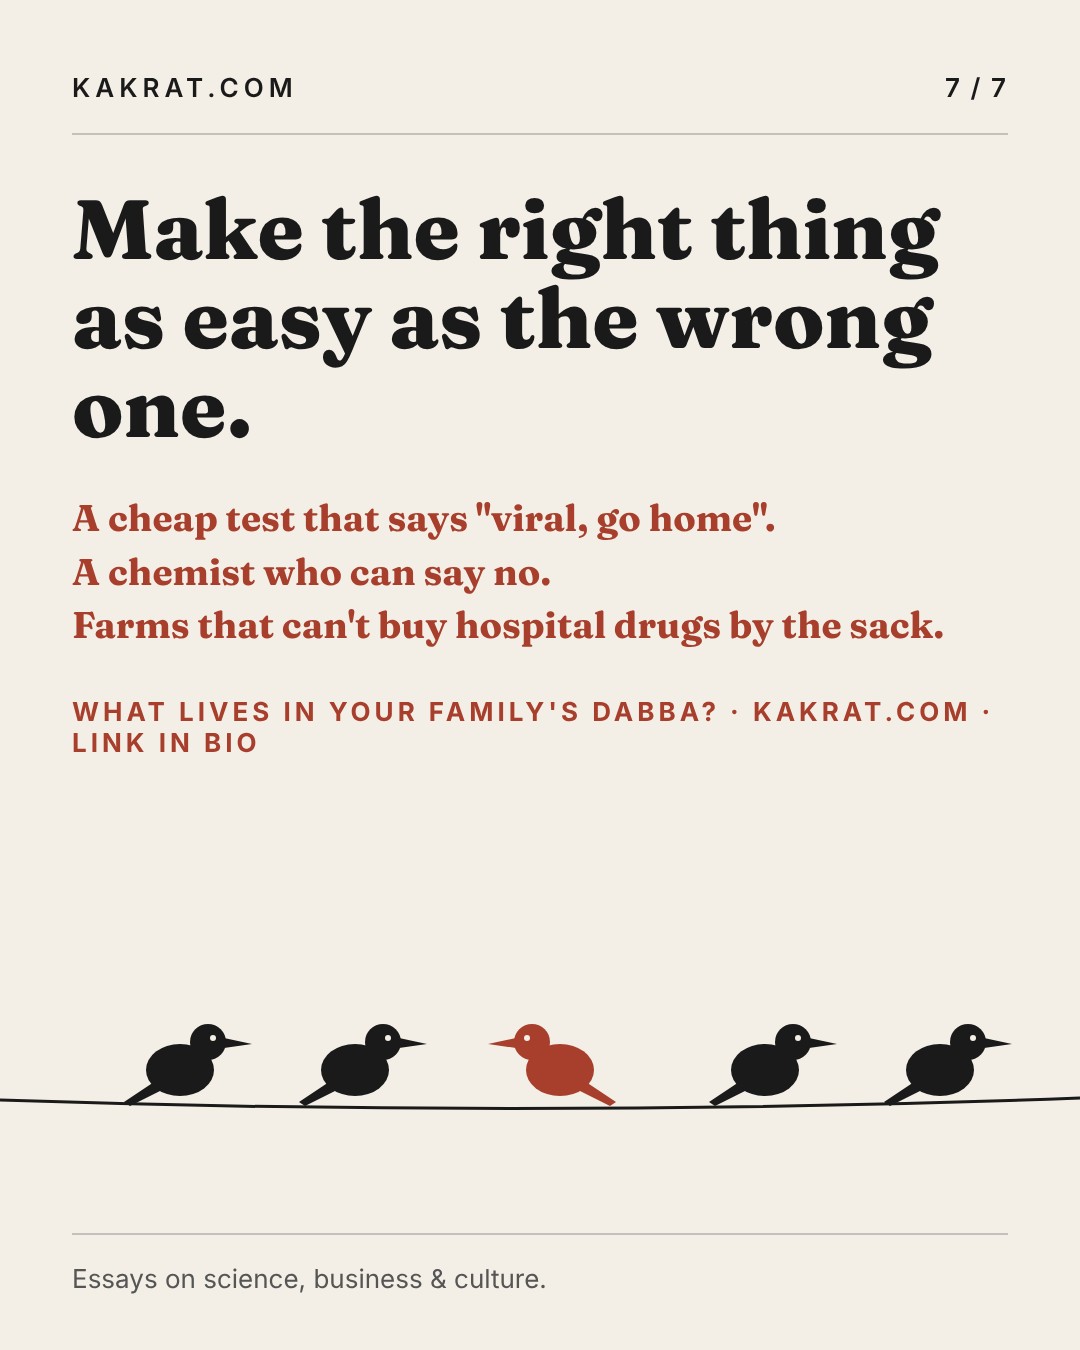 KAKRAT.COM
7 / 7
Make the right thing
as easy as the wrong
one.
A cheap test that says "viral, go home".
A chemist who can say no.
Farms that can't buy hospital drugs by the sack.
WHAT LIVES IN YOUR FAMILY'S DABBA? · KAKRAT.COM ·
LINK IN BIO
Essays on science, business & culture.